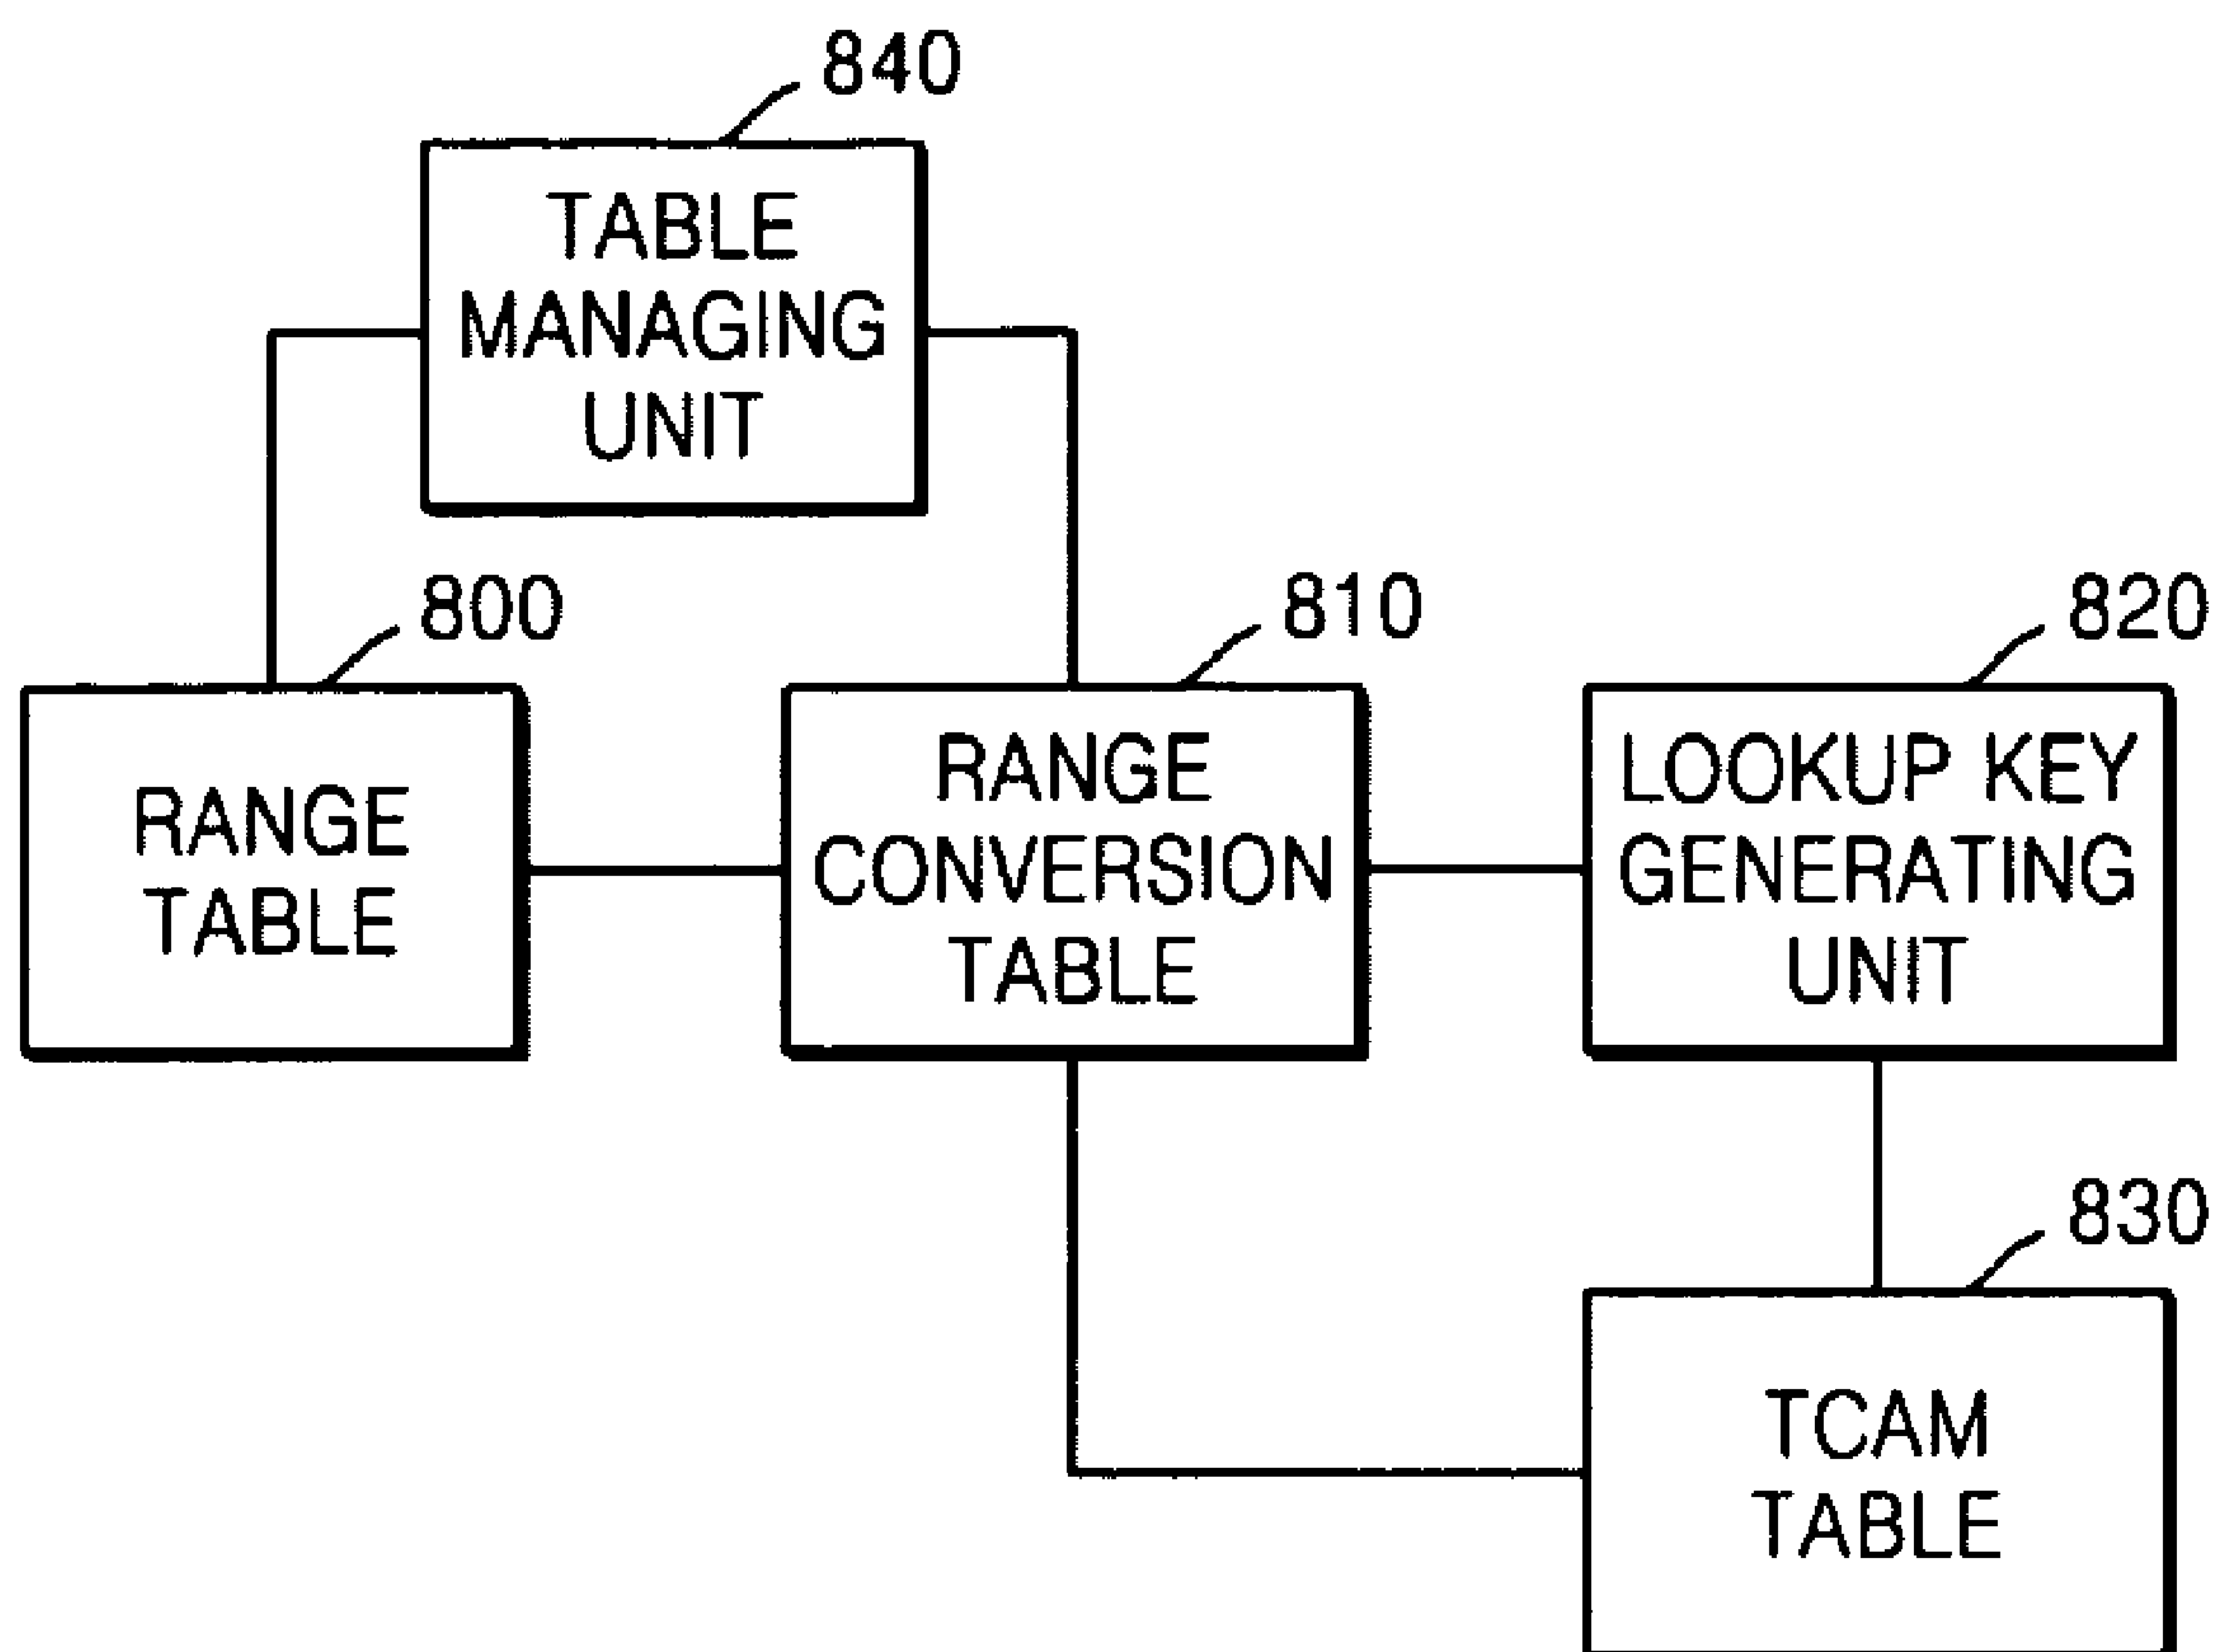 840
TABLE
MANAGING
UNIT
800
RANGE
TABLE
810
RANGE
CONVERSION
TABLE
820
LOOKUP KEY
GENERATING
UNIT
830
TCAM
TABLE